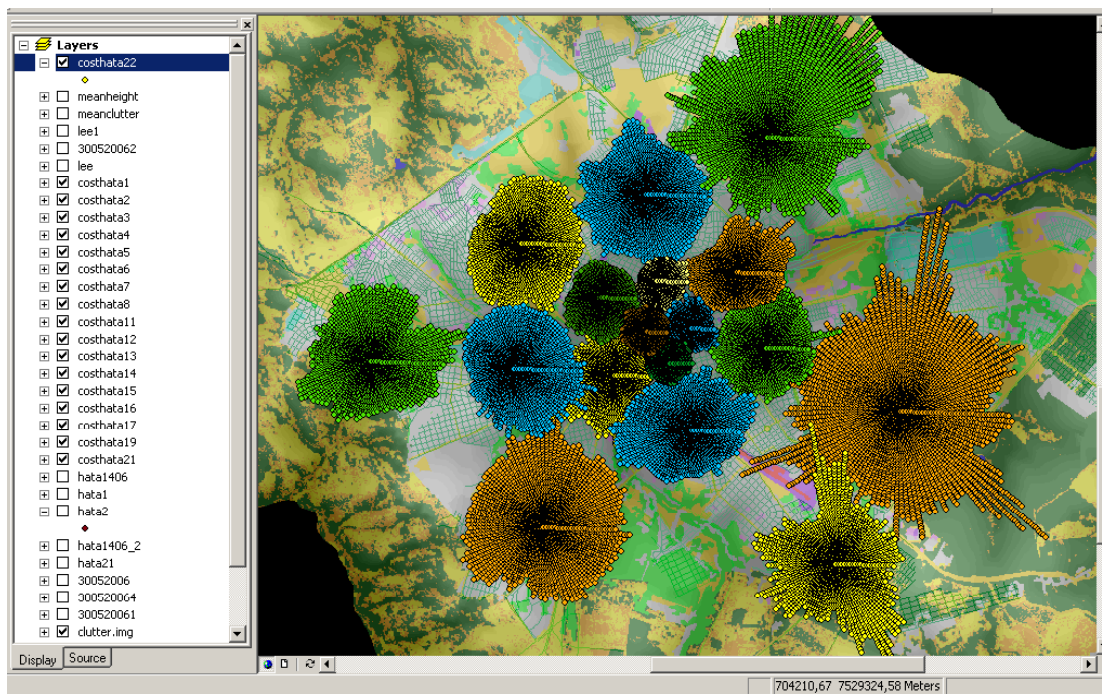 Layers
costhata22
meanheight
meanclutter
lee1
300520062
lee
costhata1
costhata2
costhata3
costhata4
costhata5
costhata6
costhata7
costhata8
costhata11
costhata12
costhata13
costhata14
costhata15
costhata16
costhata17
costhata19
costhata21
hata1406
hata1
hata2
hata1406_2
hata21
30052006
300520064
300520061
clutter.img
Display Source
704210,67 7529324,58 Meters